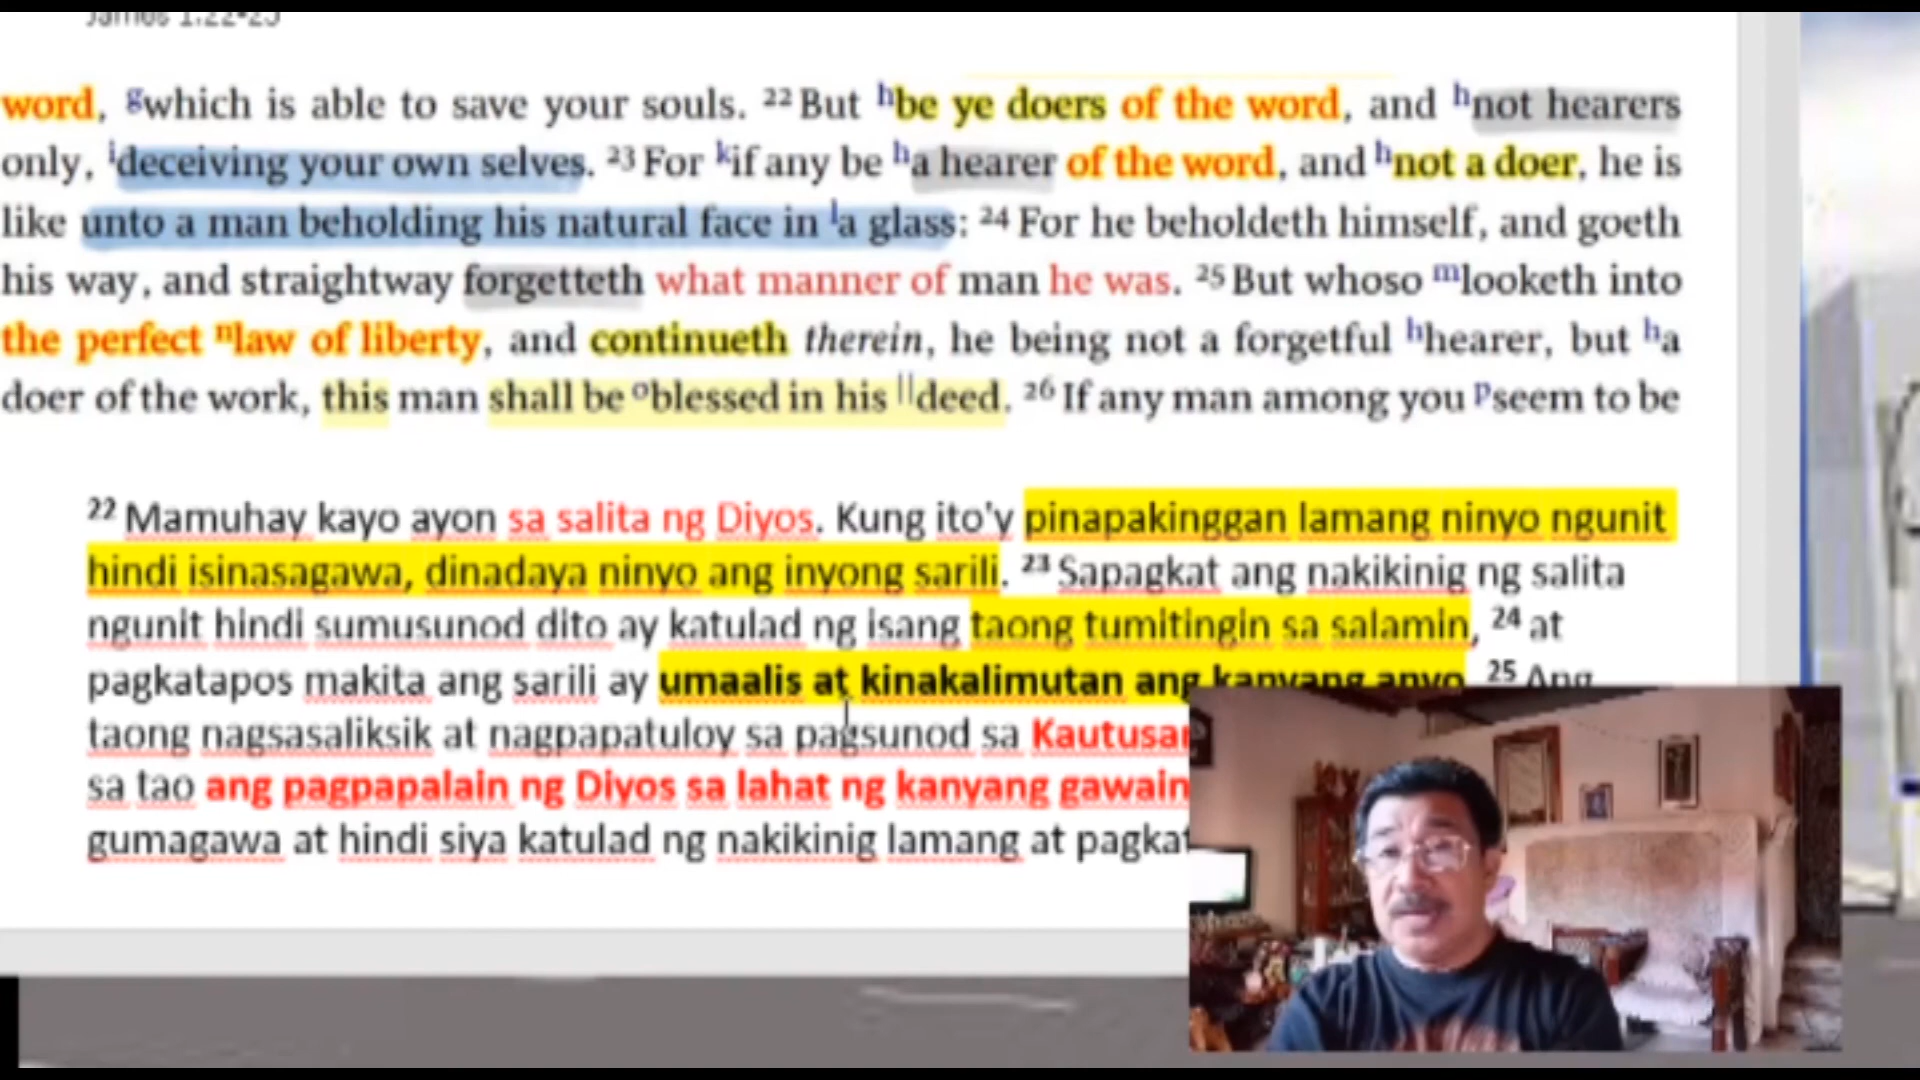 James 1:22-25
word, gwhich is able to save your souls. 22 But hbe ye doers of the word, and hnot hearers
only, ideceiving your own selves. 23 For kif any be ha hearer of the word, and hnot a doer, he is
like unto a man beholding his natural face in la glass: 24 For he beholdeth himself, and goeth
his way, and straightway forgetteth what manner of man he was. 25 But whoso mlooketh into
the perfect nlaw of liberty, and continueth therein, he being not a forgetful hhearer, but ha
doer of the work, this man shall be oblessed in his ||deed. 26 If any man among you pseem to be
22 Mamuhay kayo ayon sa salita ng Diyos. Kung ito'y pinapakinggan lamang ninyo ngunit
hindi isinasagawa, dinadaya ninyo ang inyong sarili. 23 Sapagkat ang nakikinig ng salita
ngunit hindi sumusunod dito ay katulad ng isang taong tumitingin sa salamin, 24 at
pagkatapos makita ang sarili ay umaalis at kinakalimutan ang kanyang anyo. 25 Ang
taong nagsasaliksik at nagpapatuloy sa pagsunod sa
sa tao ang pagpapalain ng Diyos sa lahat ng kanyang gawain
gumagawa at hindi siya katulad ng nakikinig lamang at